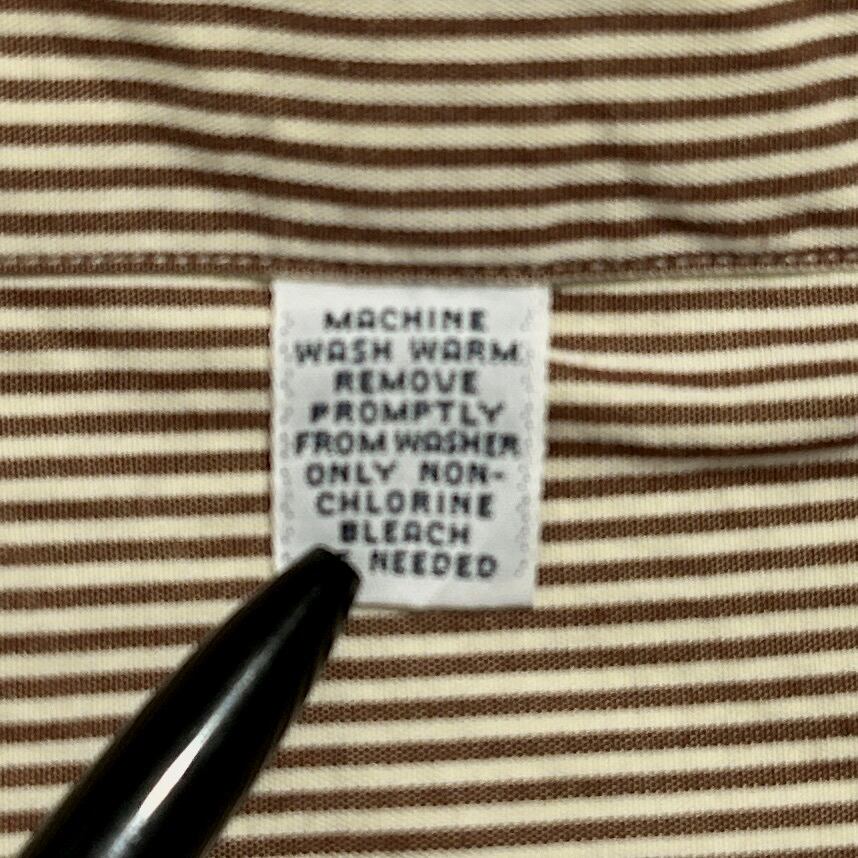 MACHINE
WASH WARM
REMOVE
PROMPTLY
FROM WASHER
ONLY NON-
CHLORINE
BLEACH
NEEDED